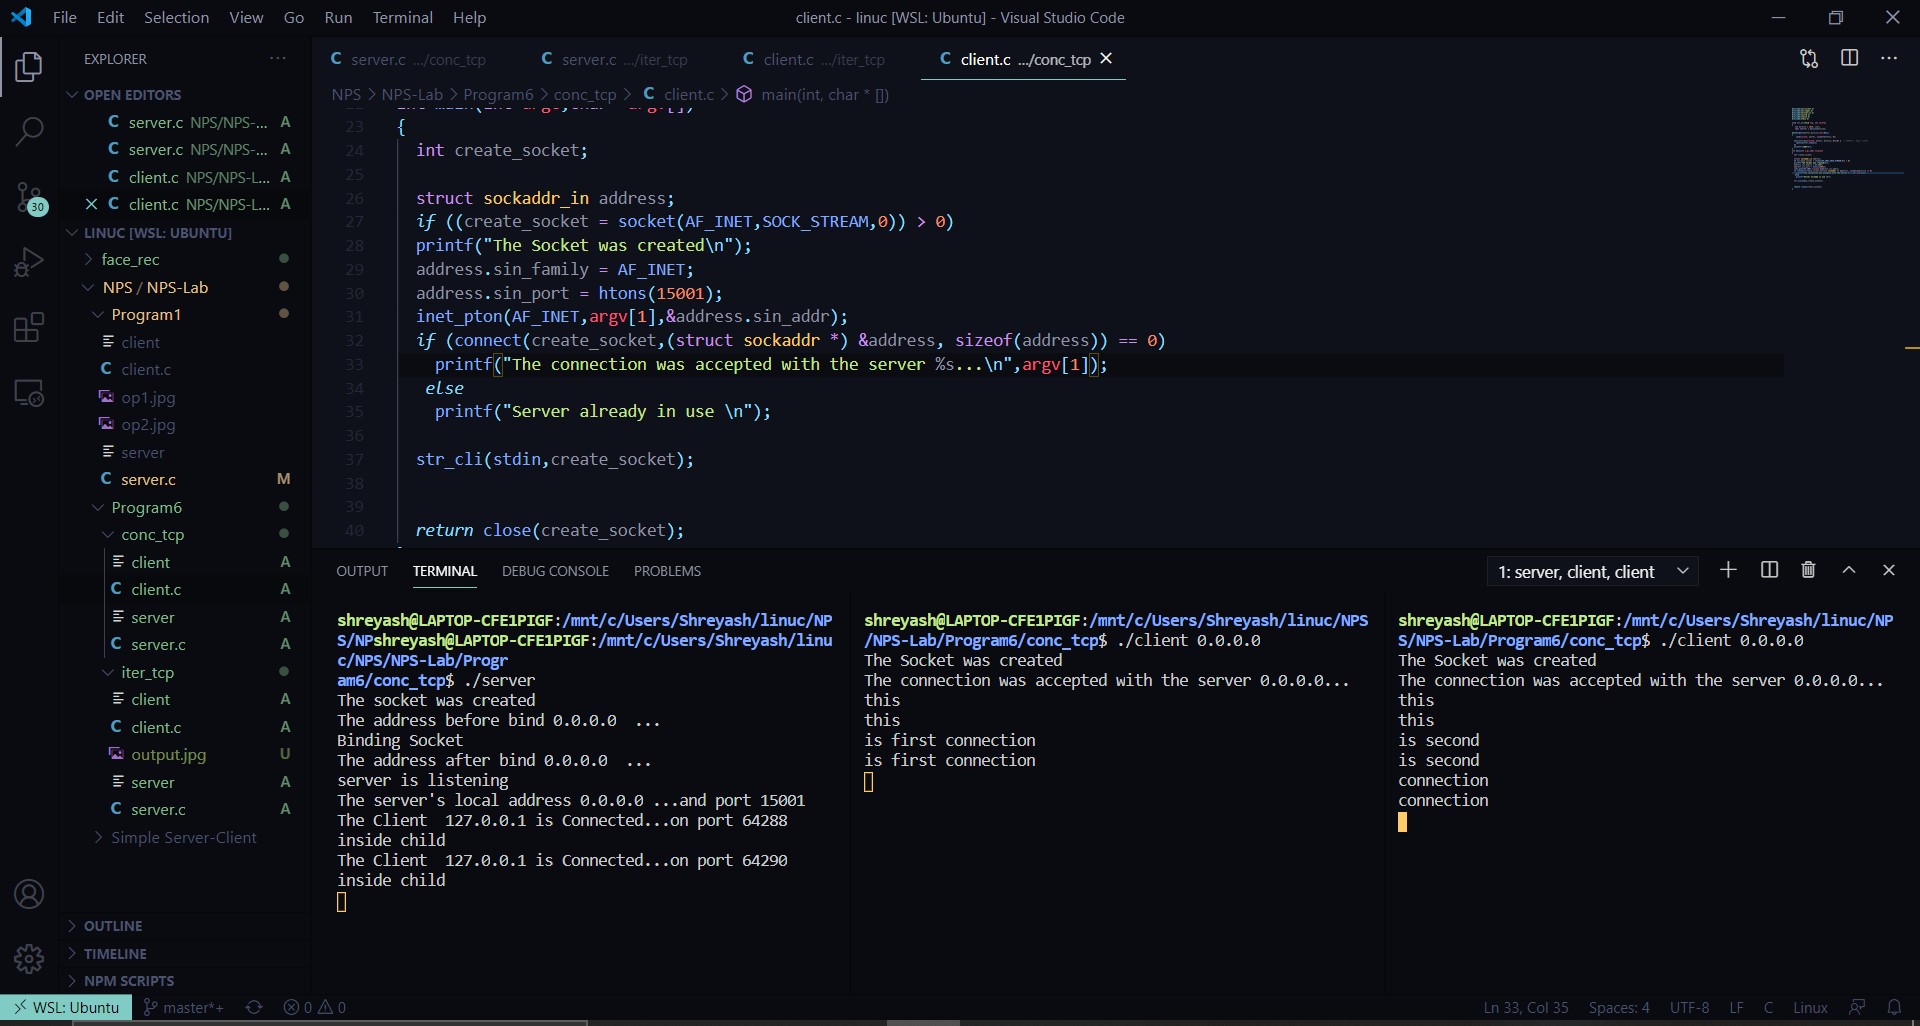 File Edit Selection View Go Run Terminal Help
client.c - linuc [WSL: Ubuntu] - Visual Studio Code
EXPLORER ...
OPEN EDITORS
C server.c NPS/NPS-... A
C server.c NPS/NPS-... A
C client.c NPS/NPS-L... A
C client.c NPS/NPS-L... A
30
LINUC [WSL: UBUNTU]
face_rec
NPS / NPS-Lab
Program1
client
C client.c
op1.jpg
op2.jpg
server
C server.c M
Program6
conc_tcp
client A
C client.c A
server A
C server.c A
iter_tcp
client A
C client.c A
output.jpg U
server A
C server.c A
Simple Server-Client
OUTLINE
TIMELINE
NPM SCRIPTS
C server.c .../conc_tcp
C server.c .../iter_tcp
C client.c .../iter_tcp
C client.c .../conc_tcp
NPS > NPS-Lab > Program6 > conc_tcp > C client.c > main(int, char * [])
23 {
24 int create_socket;
25
26 struct sockaddr_in address;
27 if ((create_socket = socket(AF_INET,SOCK_STREAM,0)) > 0)
28 printf("The Socket was created\n");
29 address.sin_family = AF_INET;
30 address.sin_port = htons(15001);
31 inet_pton(AF_INET,argv[1],&address.sin_addr);
32 if (connect(create_socket,(struct sockaddr *) &address, sizeof(address)) == 0)
33 printf("The connection was accepted with the server %s...\n",argv[1]);
34 else
35 printf("Server already in use \n");
36
37 str_cli(stdin,create_socket);
38
39
40 return close(create_socket);
OUTPUT TERMINAL DEBUG CONSOLE PROBLEMS
1: server, client, client
shreyash@LAPTOP-CFE1PIGF:/mnt/c/Users/Shreyash/linuc/NP
S/NPshreyash@LAPTOP-CFE1PIGF:/mnt/c/Users/Shreyash/linu
c/NPS/NPS-Lab/Progr
am6/conc_tcp$ ./server
The socket was created
The address before bind 0.0.0.0 ...
Binding Socket
The address after bind 0.0.0.0 ...
server is listening
The server's local address 0.0.0.0 ...and port 15001
The Client 127.0.0.1 is Connected...on port 64288
inside child
The Client 127.0.0.1 is Connected...on port 64290
inside child
shreyash@LAPTOP-CFE1PIGF:/mnt/c/Users/Shreyash/linuc/NPS
/NPS-Lab/Program6/conc_tcp$ ./client 0.0.0.0
The Socket was created
The connection was accepted with the server 0.0.0.0...
this
this
is first connection
is first connection
shreyash@LAPTOP-CFE1PIGF:/mnt/c/Users/Shreyash/linuc/NP
S/NPS-Lab/Program6/conc_tcp$ ./client 0.0.0.0
The Socket was created
The connection was accepted with the server 0.0.0.0...
this
this
is second
is second
connection
connection
WSL: Ubuntu master*+ 0 0
Ln 33, Col 35 Spaces: 4 UTF-8 LF C Linux